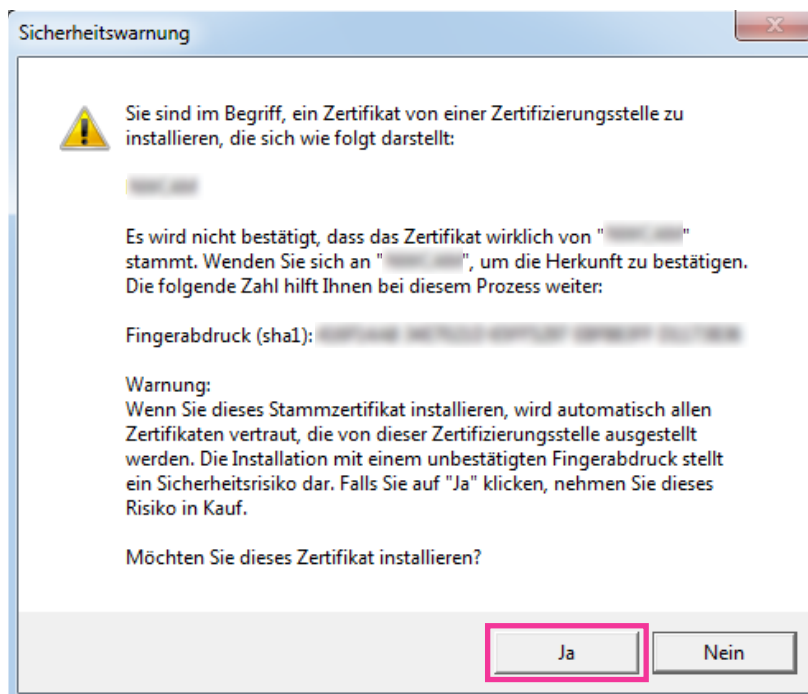 Sicherheitswarnung
Sie sind im Begriff, ein Zertifikat von einer Zertifizierungsstelle zu
installieren, die sich wie folgt darstellt:
Es wird nicht bestätigt, dass das Zertifikat wirklich von " "
stammt. Wenden Sie sich an " ", um die Herkunft zu bestätigen.
Die folgende Zahl hilft Ihnen bei diesem Prozess weiter:
Fingerabdruck (sha1):
Warnung:
Wenn Sie dieses Stammzertifikat installieren, wird automatisch allen
Zertifikaten vertraut, die von dieser Zertifizierungsstelle ausgestellt
werden. Die Installation mit einem unbestätigten Fingerabdruck stellt
ein Sicherheitsrisiko dar. Falls Sie auf "Ja" klicken, nehmen Sie dieses
Risiko in Kauf.
Möchten Sie dieses Zertifikat installieren?
Ja
Nein